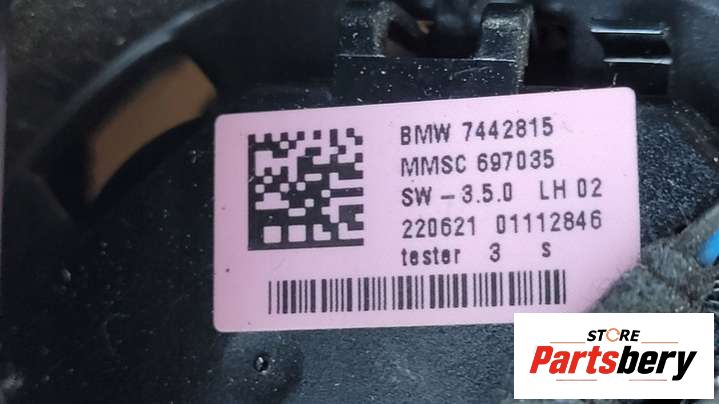 BMW 7442815
MMSC 697035
SW - 3.5.0 LH 02
220621 01112846
tester 3 S
STORE
Partsbery